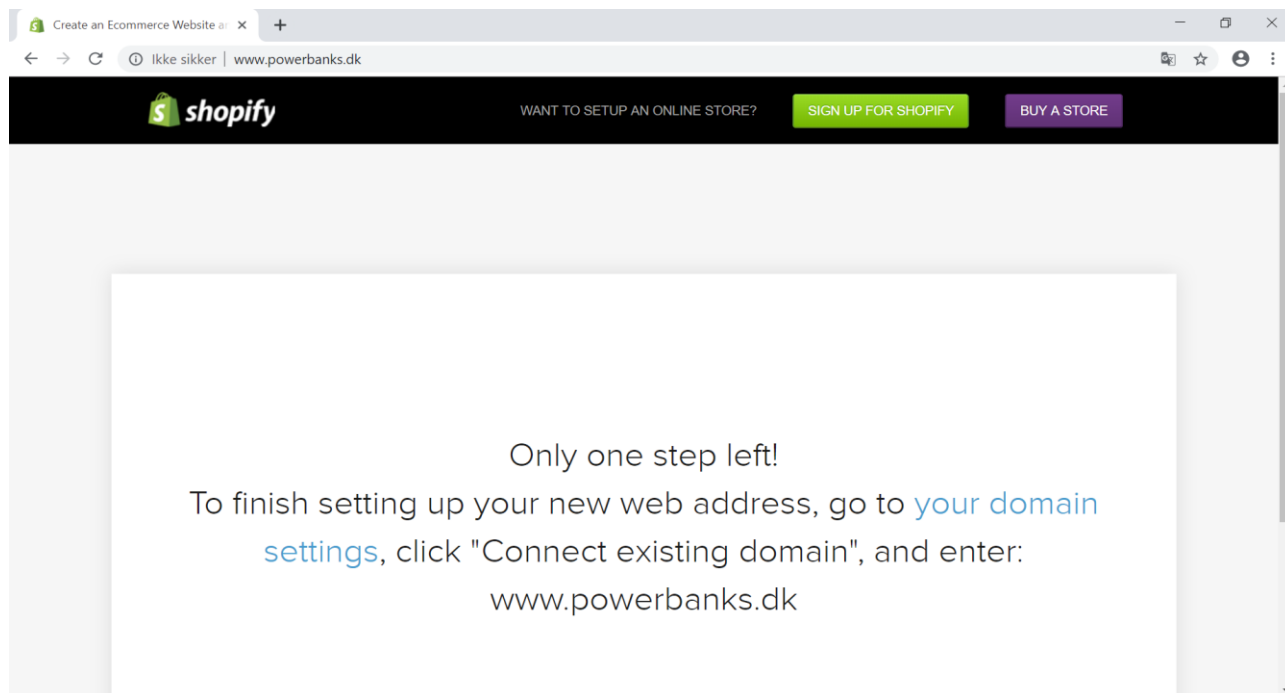 Create an Ecommerce Website an
Ikke sikker | www.powerbanks.dk
shopify
WANT TO SETUP AN ONLINE STORE?
SIGN UP FOR SHOPIFY
BUY A STORE
Only one step left!
To finish setting up your new web address, go to your domain
settings, click "Connect existing domain", and enter:
www.powerbanks.dk